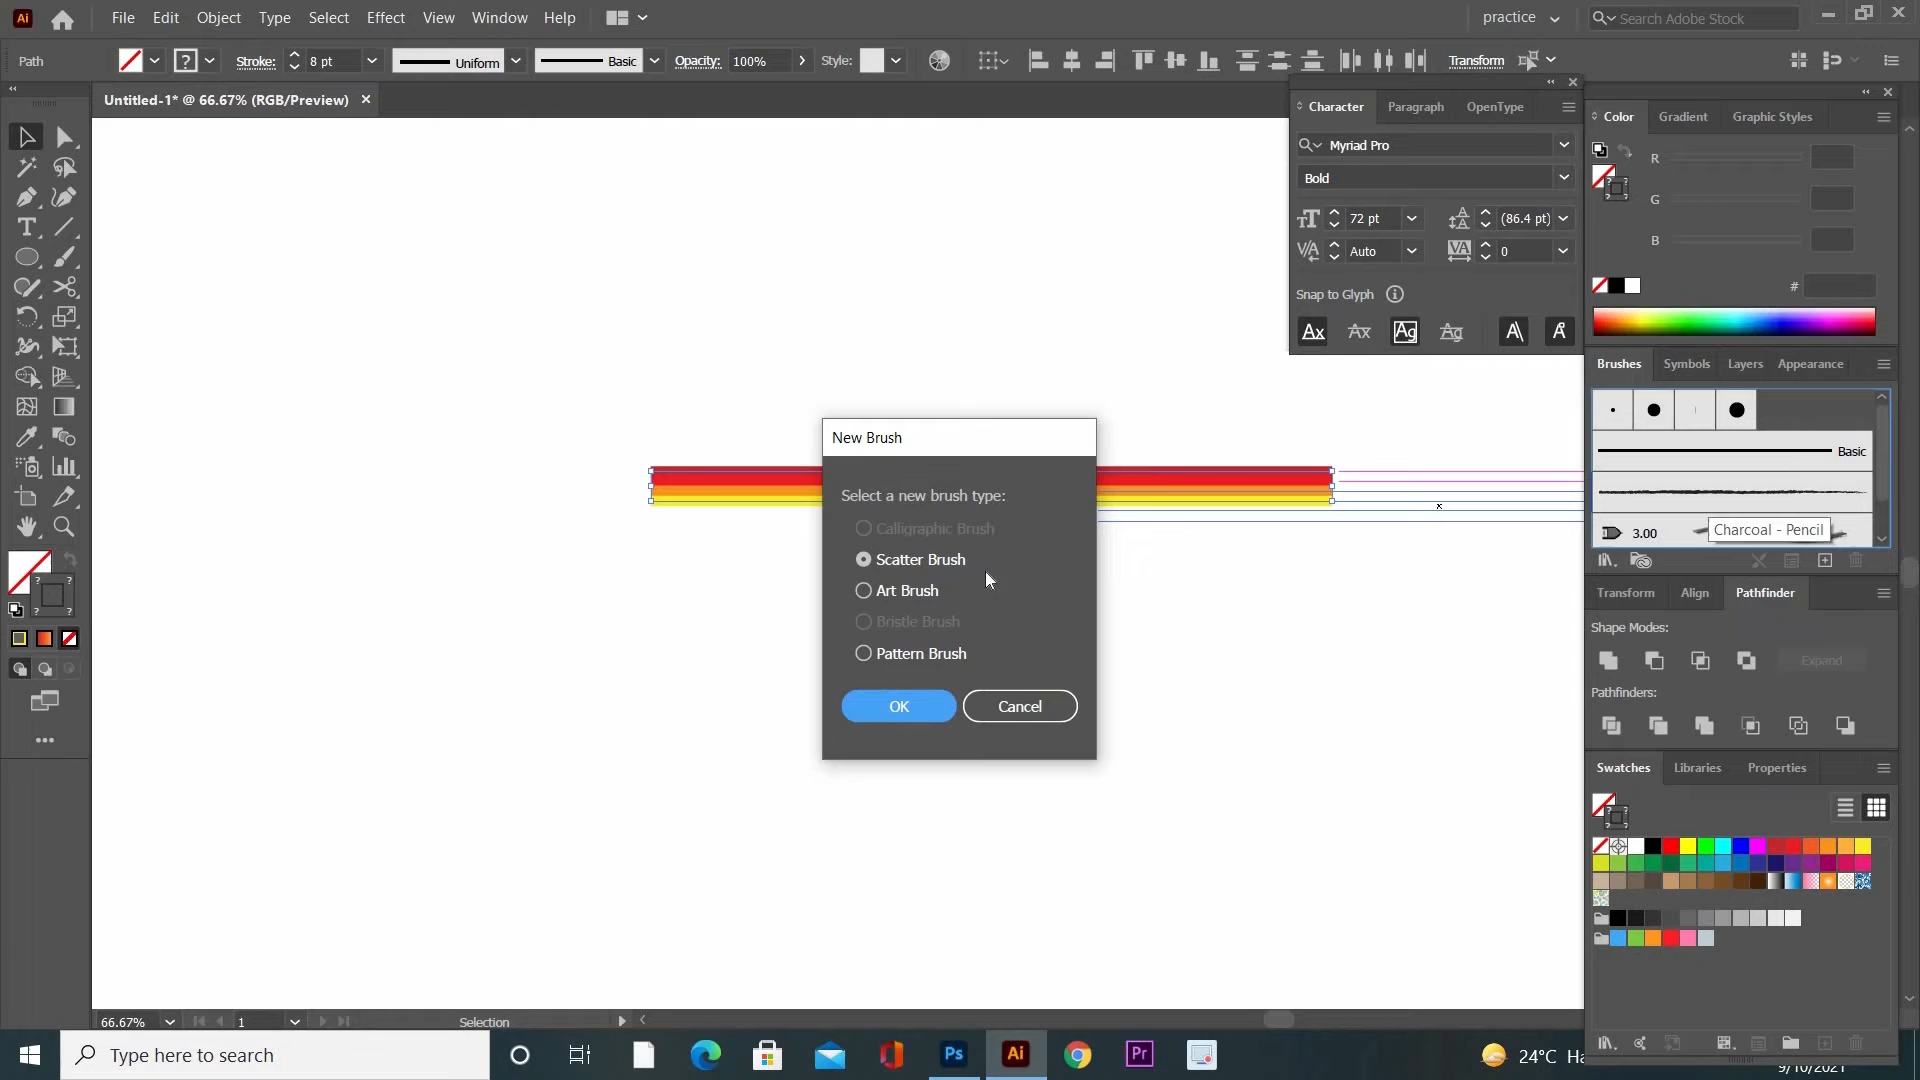 Ai File Edit Object Type Select Effect View Window Help practice Search Adobe Stock
Path ? Stroke: 8 pt Uniform Basic Opacity: 100% Style: Transform
Untitled-1* @ 66.67% (RGB/Preview)
Character Paragraph OpenType
Myriad Pro
Bold
72 pt (86.4 pt)
Auto 0
Snap to Glyph
Color Gradient Graphic Styles
R
G
B
#
Brushes Symbols Layers Appearance
Basic
3.00
Charcoal - Pencil
New Brush
Select a new brush type:
Calligraphic Brush
Scatter Brush
Art Brush
Bristle Brush
Pattern Brush
OK Cancel
Transform Align Pathfinder
Shape Modes:
Expand
Pathfinders:
Swatches Libraries Properties
66.67% 1 Selection
Type here to search Ps Ai Pr 24°C Ha
9/10/2021